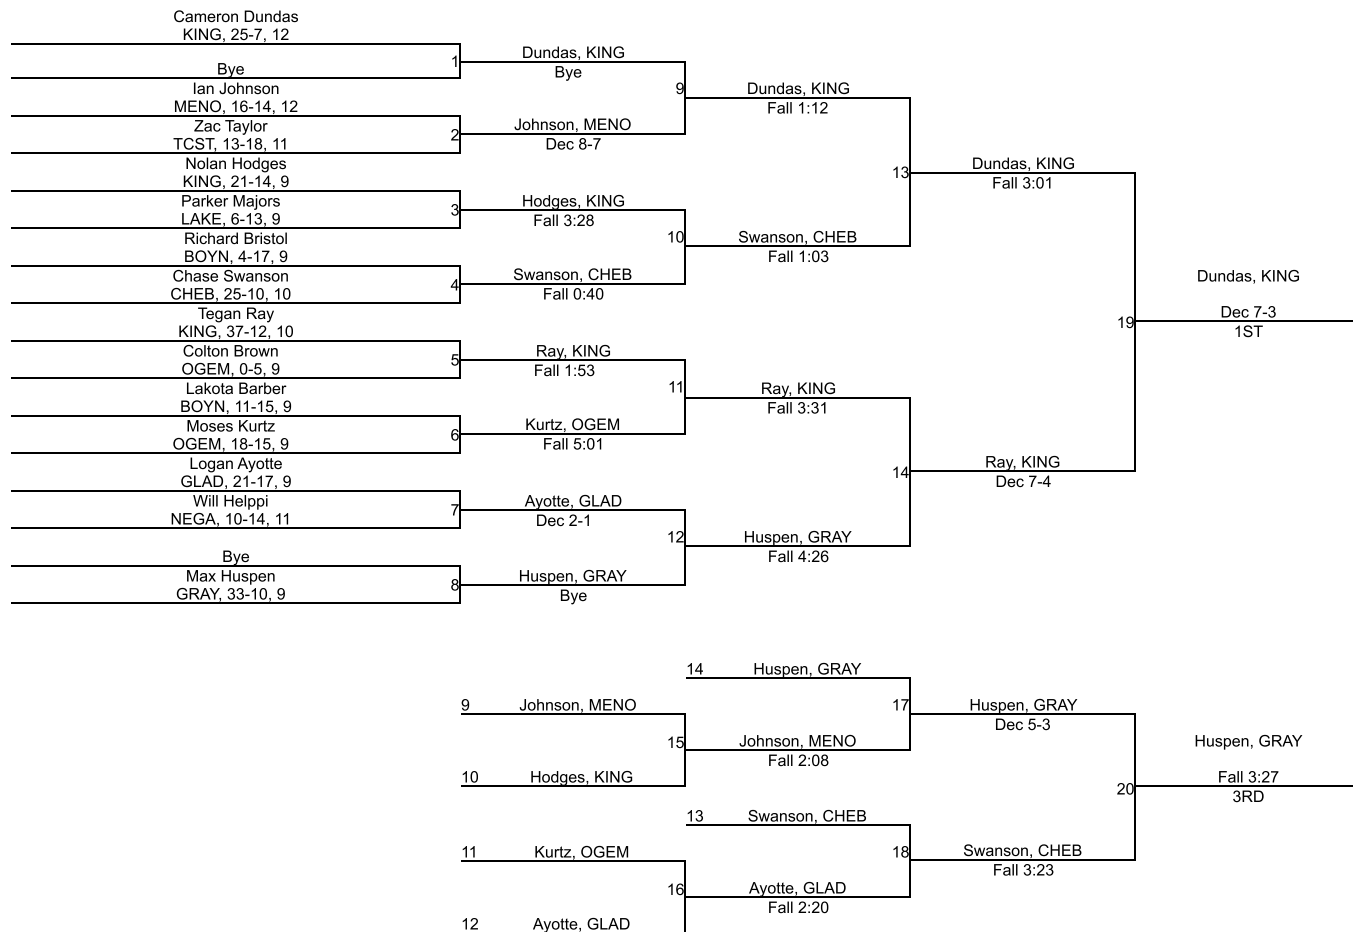 Cameron Dundas
KING, 25-7, 12
Bye
1
Dundas, KING
Bye
Ian Johnson
MENO, 16-14, 12
Zac Taylor
TCST, 13-18, 11
2
Johnson, MENO
Dec 8-7
9
Dundas, KING
Fall 1:12
Nolan Hodges
KING, 21-14, 9
Parker Majors
LAKE, 6-13, 9
3
Hodges, KING
Fall 3:28
Richard Bristol
BOYN, 4-17, 9
Chase Swanson
CHEB, 25-10, 10
4
Swanson, CHEB
Fall 0:40
10
Swanson, CHEB
Fall 1:03
13
Dundas, KING
Fall 3:01
Tegan Ray
KING, 37-12, 10
Colton Brown
OGEM, 0-5, 9
5
Ray, KING
Fall 1:53
Lakota Barber
BOYN, 11-15, 9
Moses Kurtz
OGEM, 18-15, 9
6
Kurtz, OGEM
Fall 5:01
11
Ray, KING
Fall 3:31
Logan Ayotte
GLAD, 21-17, 9
Will Helppi
NEGA, 10-14, 11
7
Ayotte, GLAD
Dec 2-1
Bye
Max Huspen
GRAY, 33-10, 9
8
Huspen, GRAY
Bye
12
Huspen, GRAY
Fall 4:26
14
Ray, KING
Dec 7-4
19
Dundas, KING
Dec 7-3
1ST
14
Huspen, GRAY
9
Johnson, MENO
10
Hodges, KING
15
Johnson, MENO
Fall 2:08
17
Huspen, GRAY
Dec 5-3
13
Swanson, CHEB
11
Kurtz, OGEM
12
Ayotte, GLAD
16
Ayotte, GLAD
Fall 2:20
18
Swanson, CHEB
Fall 3:23
20
Huspen, GRAY
Fall 3:27
3RD